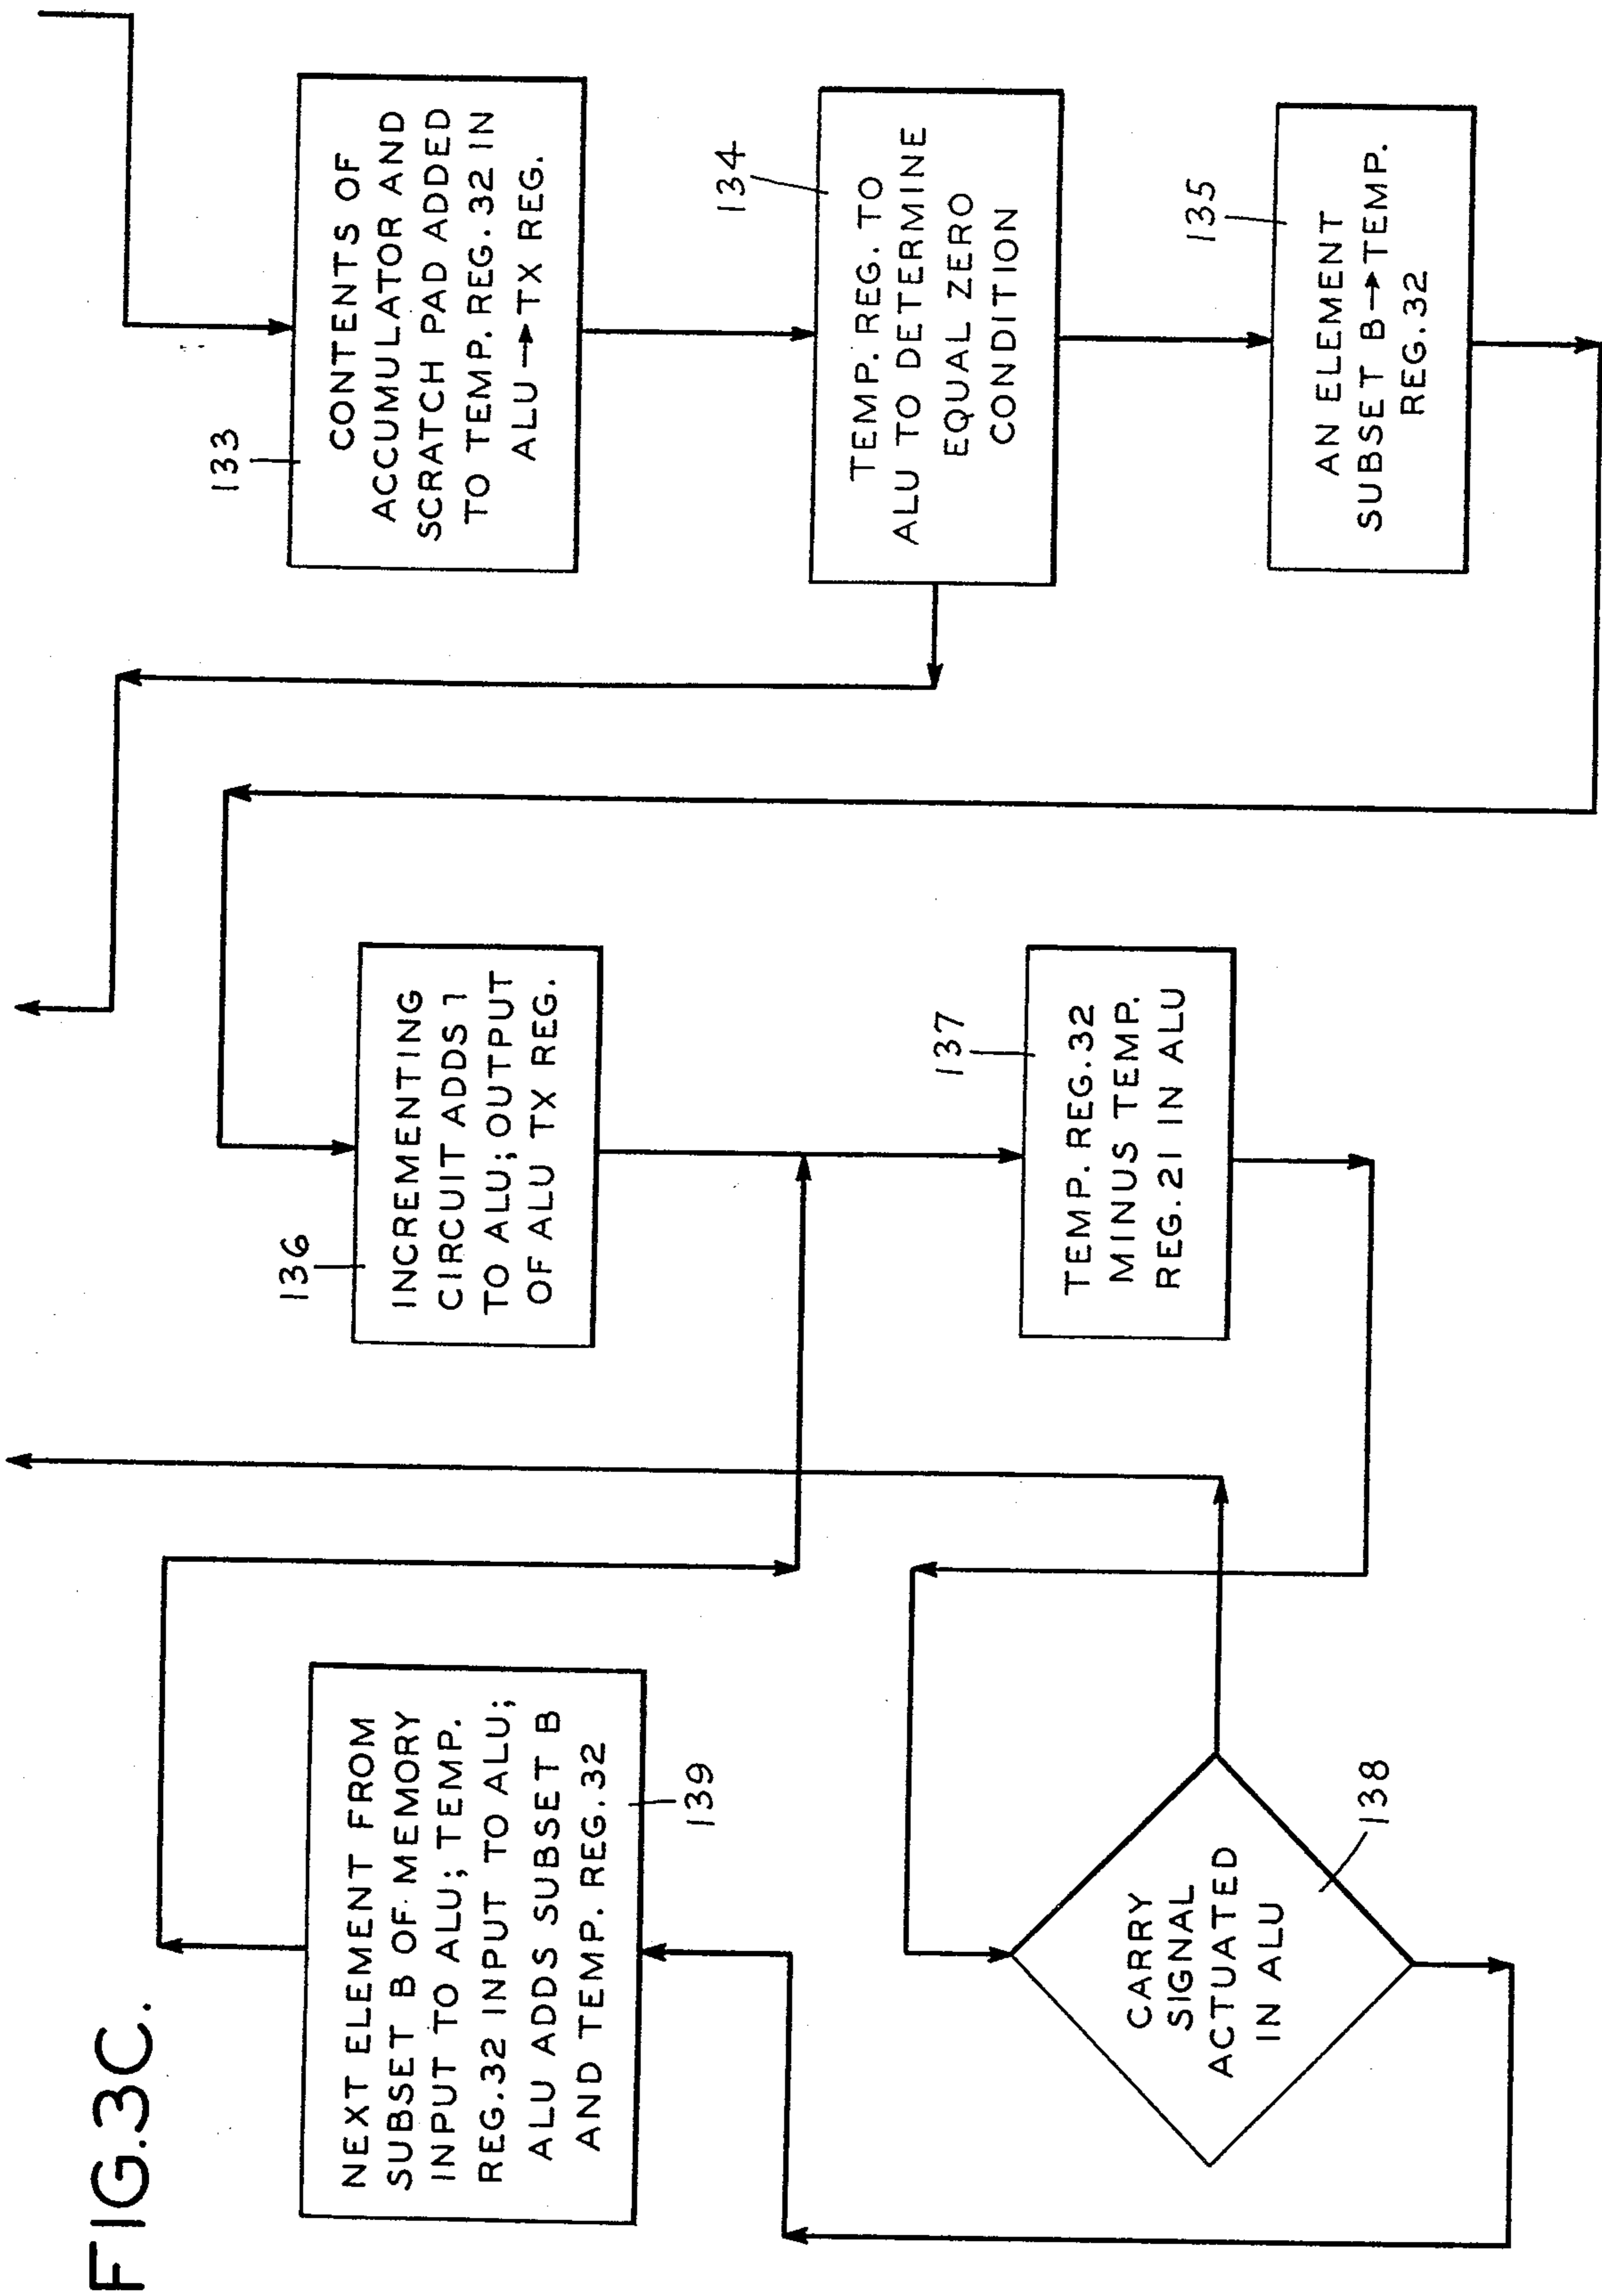 FIG.3C.
NEXT ELEMENT FROM
SUBSET B OF MEMORY
INPUT TO ALU; TEMP.
REG.32 INPUT TO ALU;
ALU ADDS SUBSET B
AND TEMP. REG.32
139
CARRY
SIGNAL
ACTUATED
IN ALU
138
136
INCREMENTING
CIRCUIT ADDS 1
TO ALU; OUTPUT
OF ALU TX REG.
137
TEMP. REG.32
MINUS TEMP.
REG.21 IN ALU
133
CONTENTS OF
ACCUMULATOR AND
SCRATCH PAD ADDED
TO TEMP. REG.32 IN
ALU → TX REG.
134
TEMP. REG. TO
ALU TO DETERMINE
EQUAL ZERO
CONDITION
135
AN ELEMENT
SUBSET B→TEMP.
REG.32